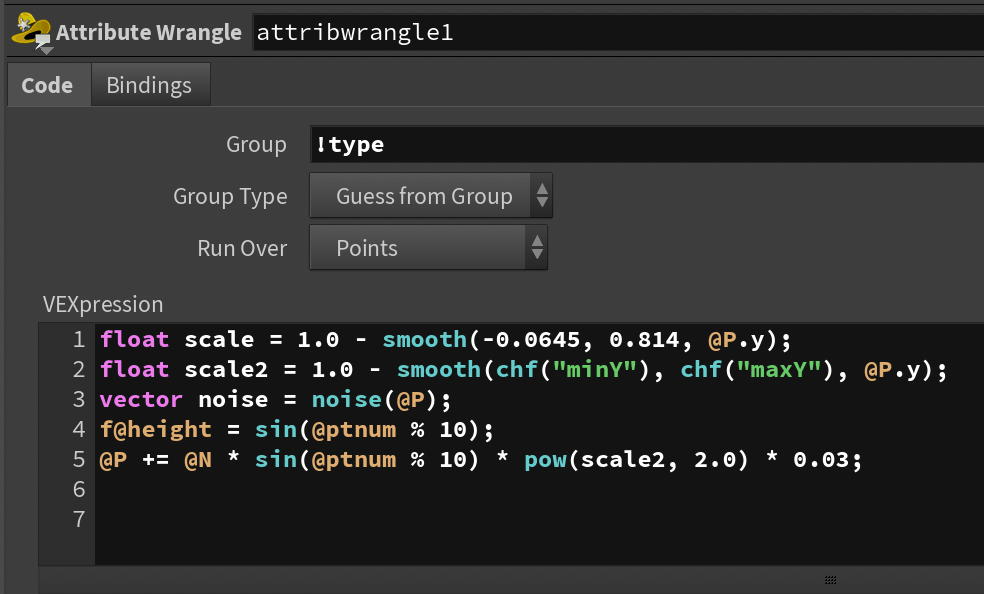 Attribute Wrangle attribwrangle1
Code Bindings
Group !type
Group Type Guess from Group
Run Over Points
VEXpression
1 float scale = 1.0 - smooth(-0.0645, 0.814, @P.y);
2 float scale2 = 1.0 - smooth(chf("minY"), chf("maxY"), @P.y);
3 vector noise = noise(@P);
4 f@height = sin(@ptnum % 10);
5 @P += @N * sin(@ptnum % 10) * pow(scale2, 2.0) * 0.03;
6
7